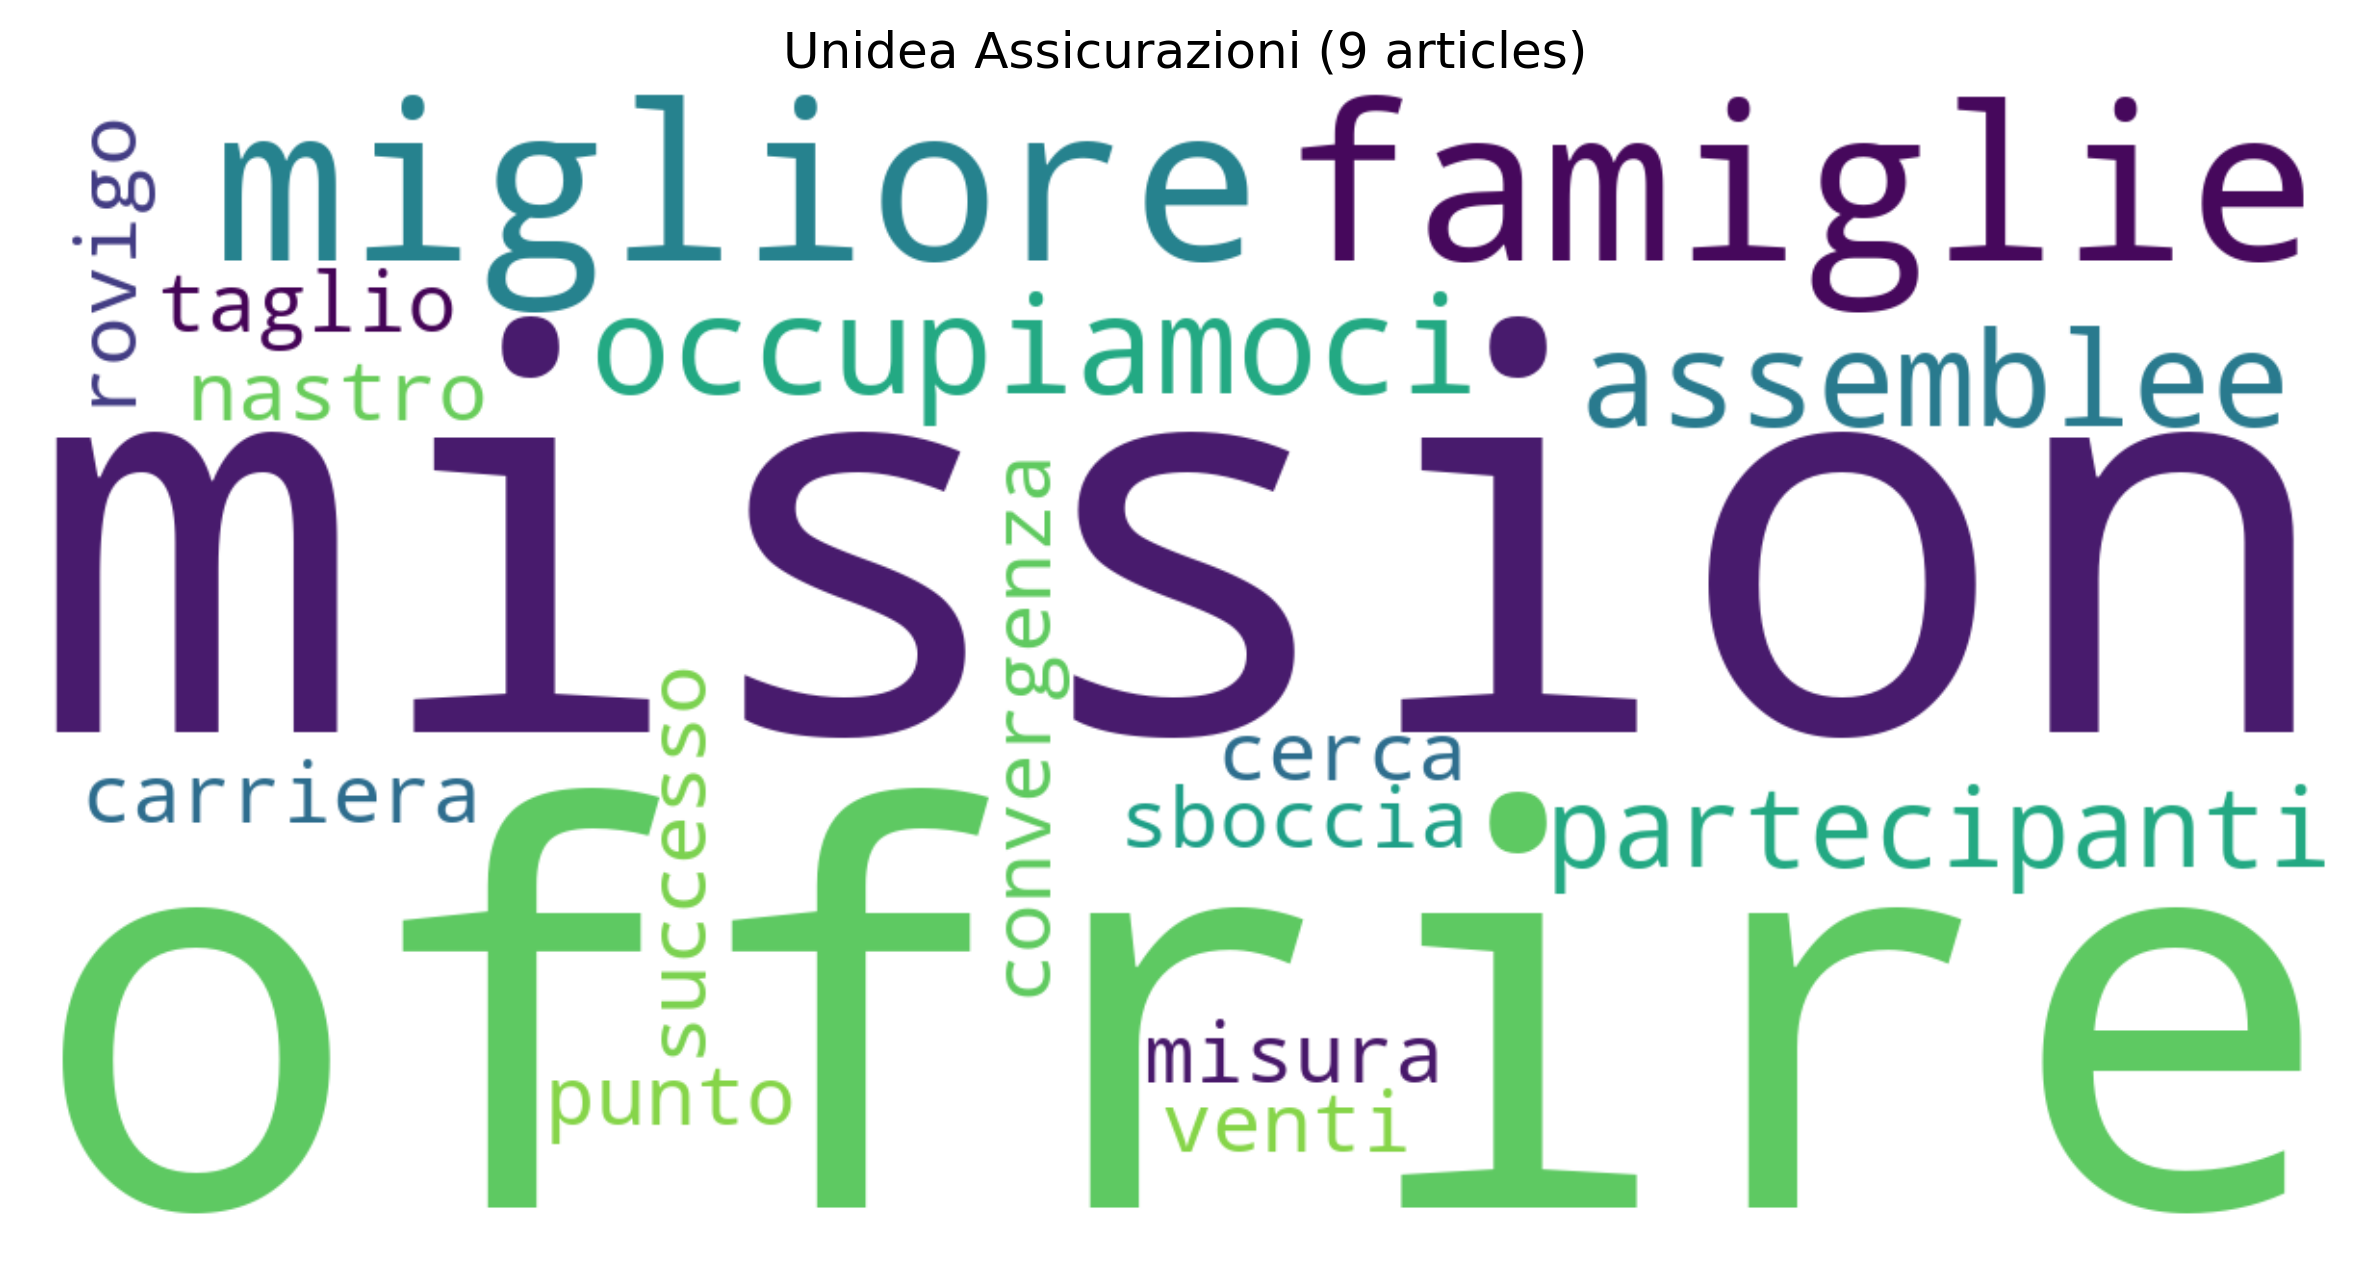 Unidea Assicurazioni (9 articles)
rovigo
migliore
famiglie
taglio
occupiamoci
assemblee
nastro
mission
convergenza
successo
carriera
cerca
sboccia
partecipanti
offrire
misura
punto
venti